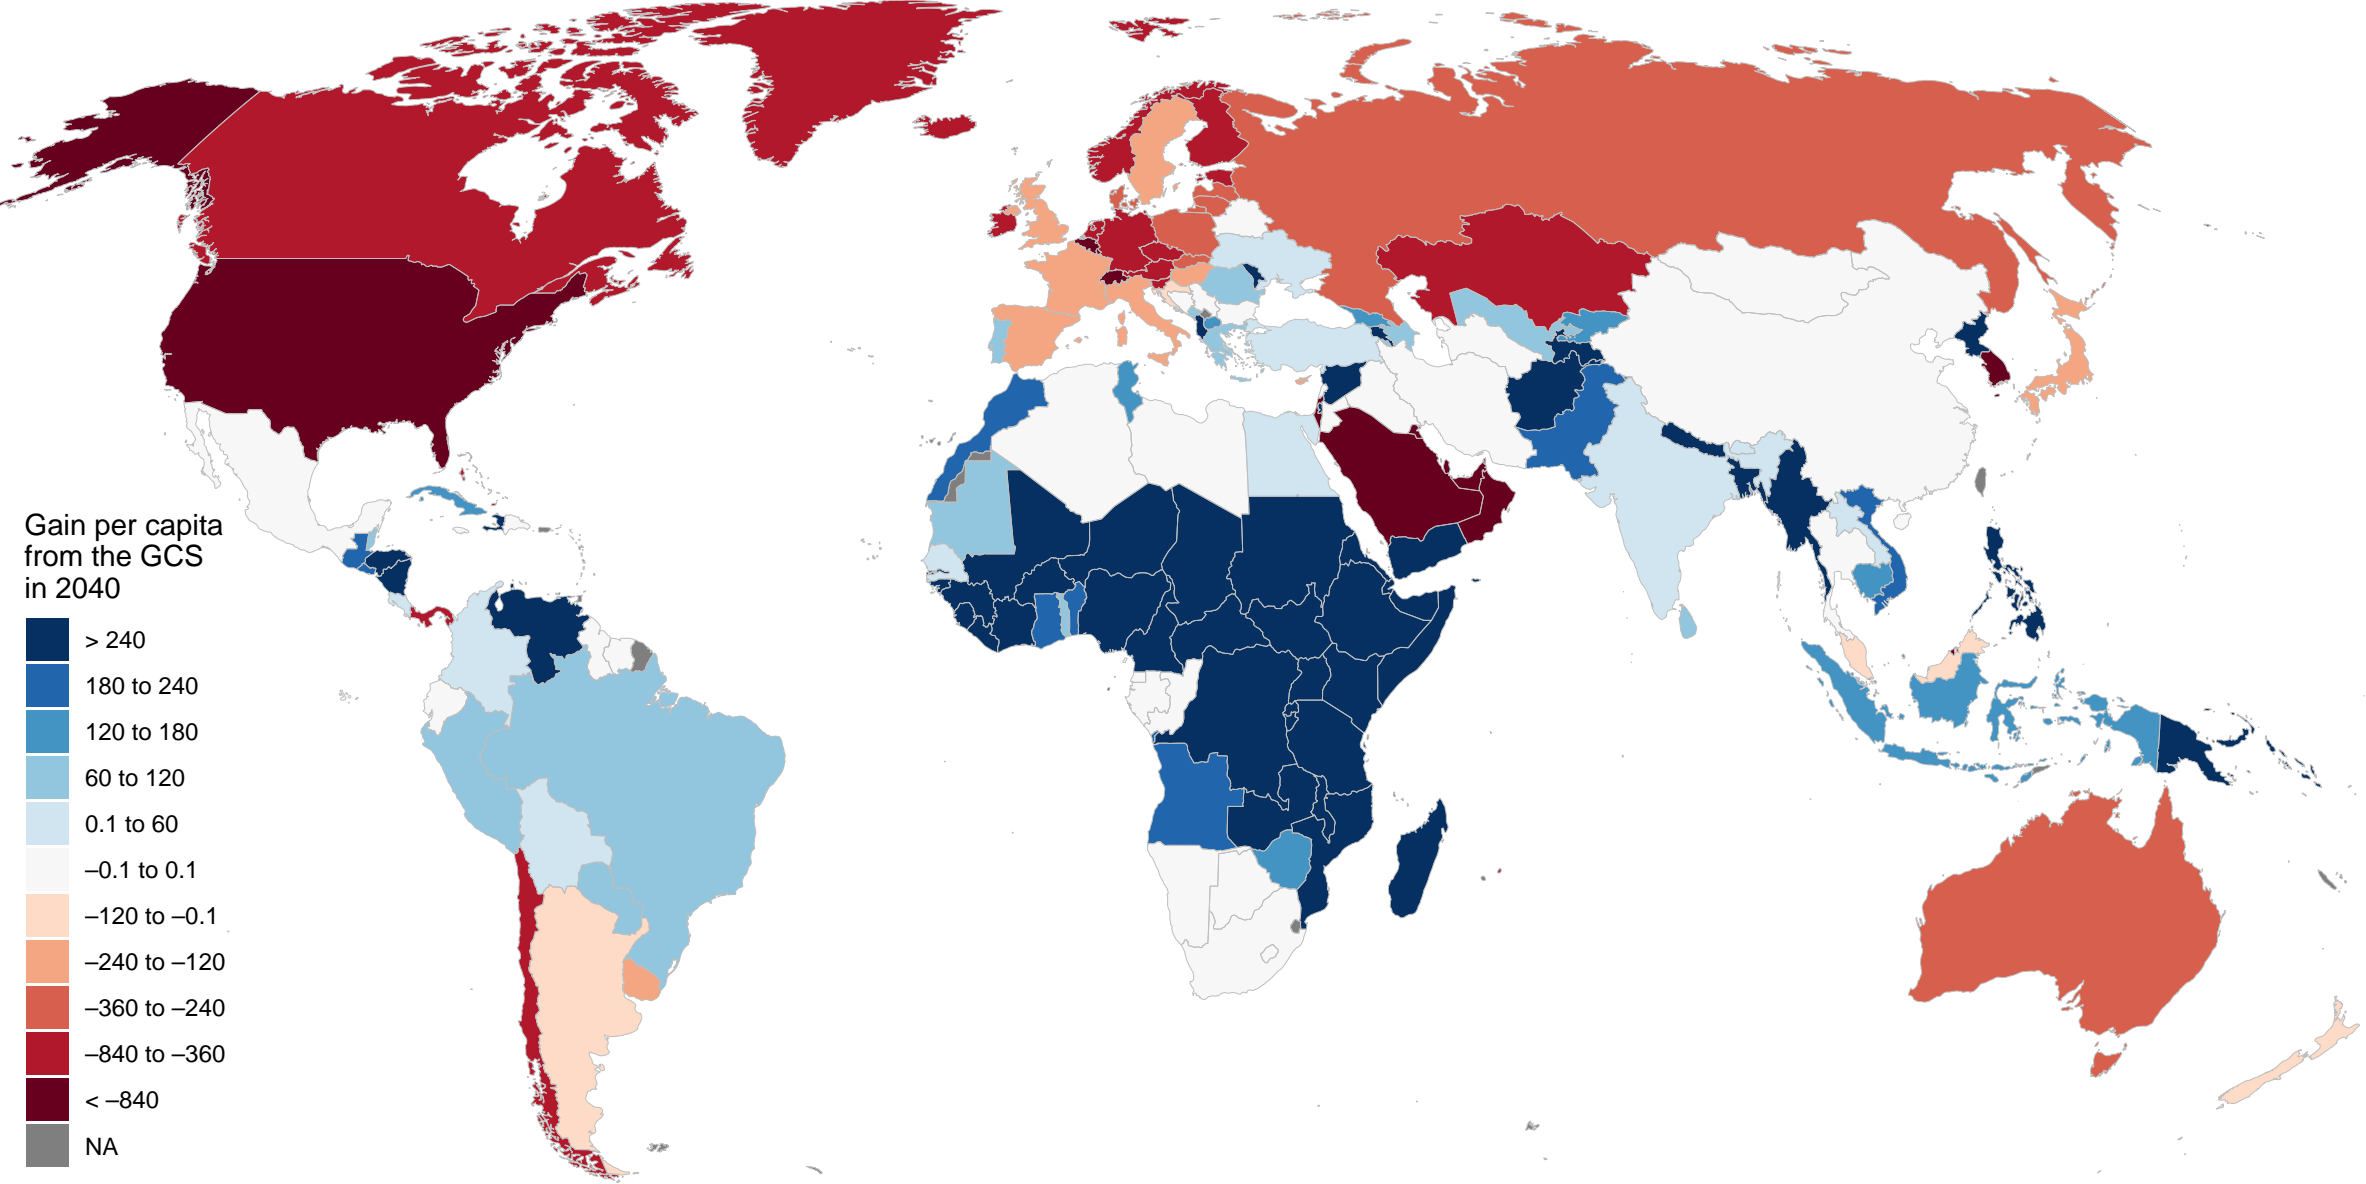 Gain per capita
from the GCS
in 2040
> 240
180 to 240
120 to 180
60 to 120
0.1 to 60
–0.1 to 0.1
–120 to –0.1
–240 to –120
–360 to –240
–840 to –360
< –840
NA